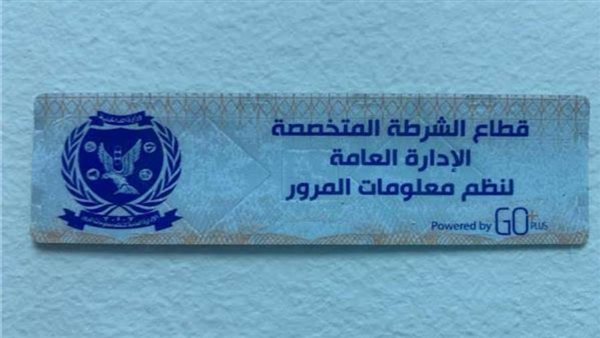 قطاع الشرطة المتخصصة
الإدارة العامة
لنظم معلومات المرور
Powered by GO+ PLUS